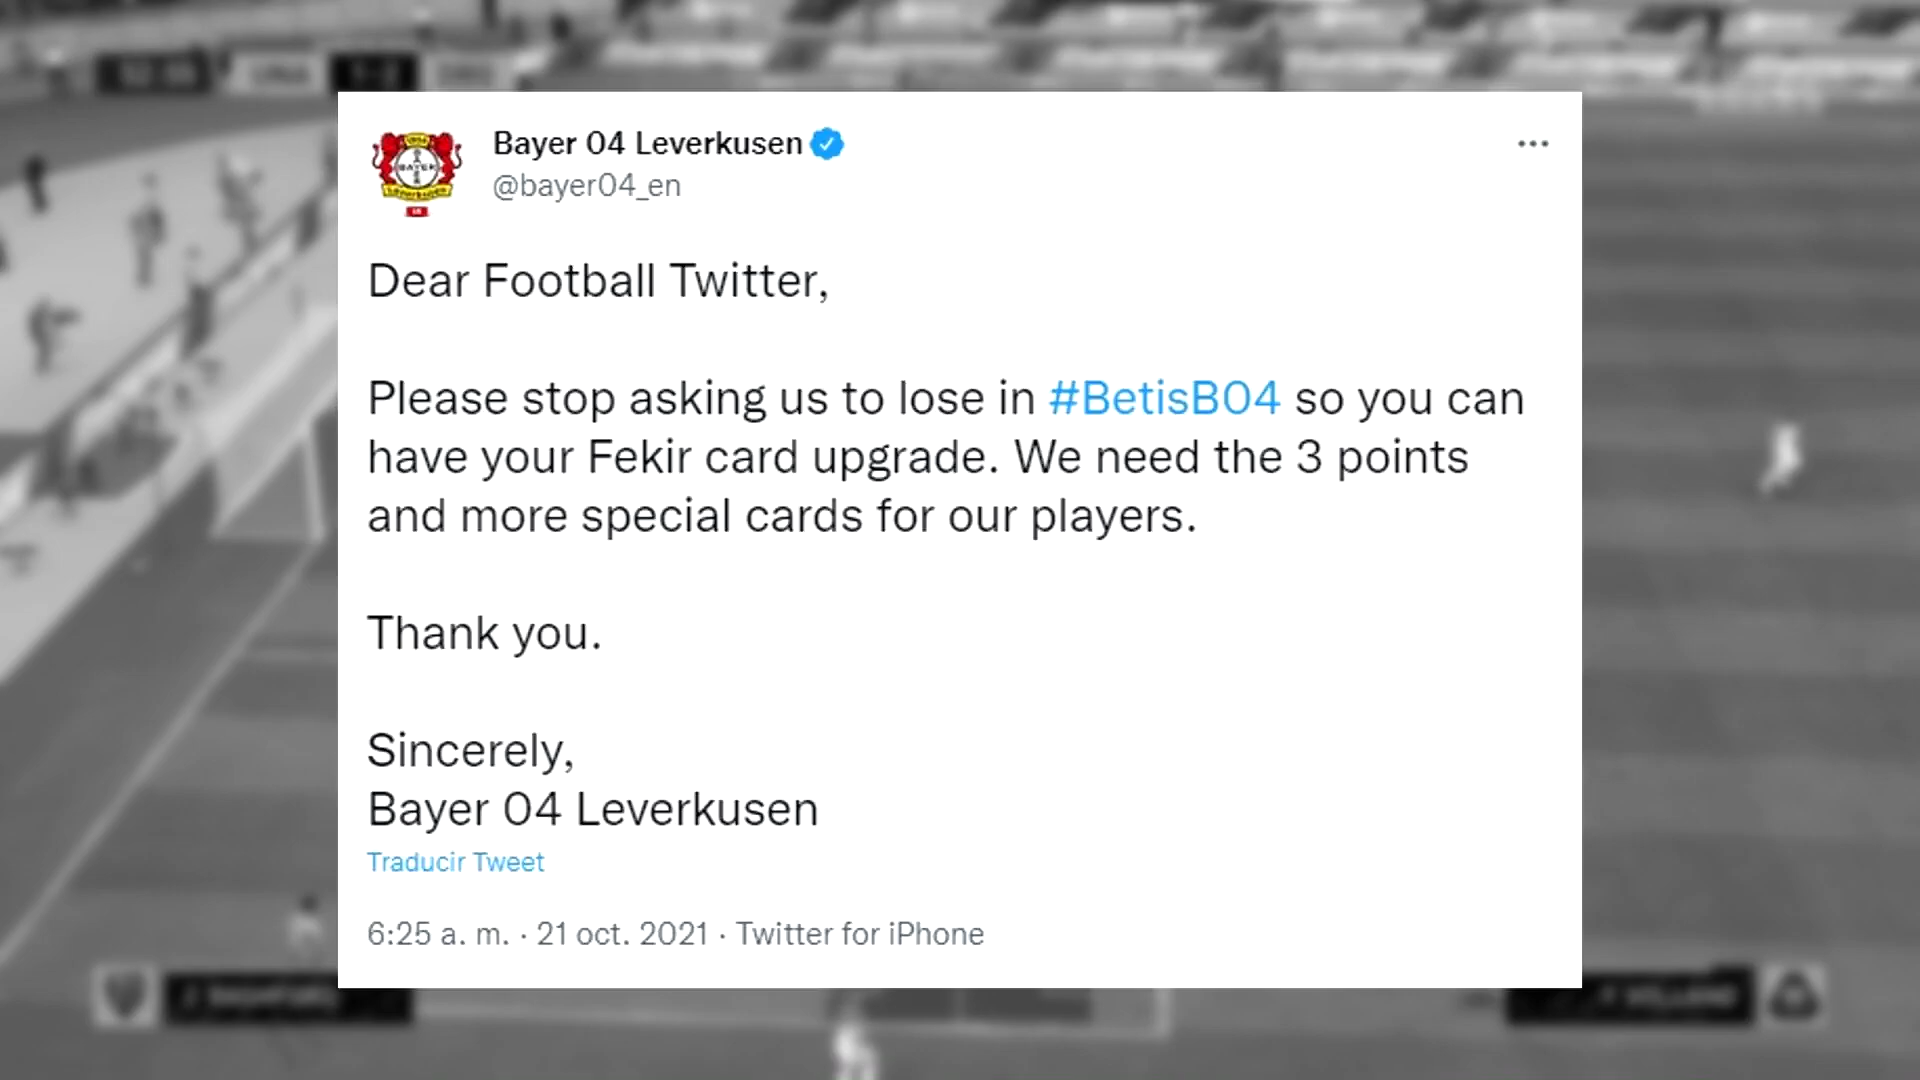 Bayer 04 Leverkusen
@bayer04_en
Dear Football Twitter,
Please stop asking us to lose in #BetisB04 so you can
have your Fekir card upgrade. We need the 3 points
and more special cards for our players.
Thank you.
Sincerely,
Bayer 04 Leverkusen
Traducir Tweet
6:25 a. m. · 21 oct. 2021 · Twitter for iPhone